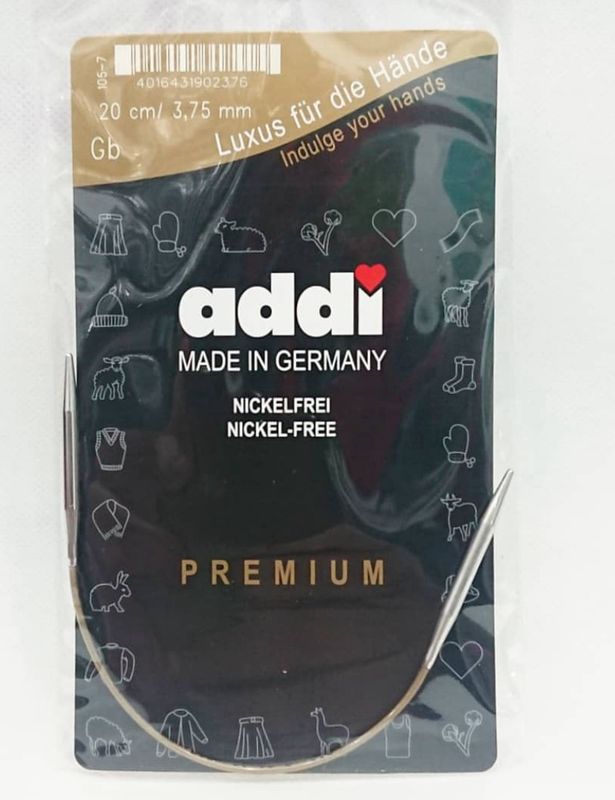 105-7
4016431902376
20 cm/ 3,75 mm
Gb
Luxus für die Hände
Indulge your hands
addi
MADE IN GERMANY
NICKELFREI
NICKEL-FREE
PREMIUM